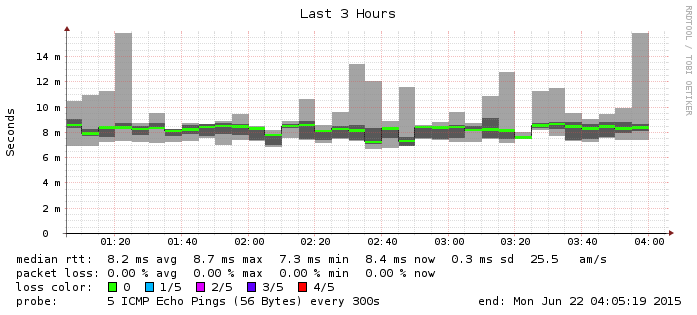 Last 3 Hours
RRDTOOL / TOBI OETIKER
Seconds
14 m
12 m
10 m
8 m
6 m
4 m
2 m
0
01:20 01:40 02:00 02:20 02:40 03:00 03:20 03:40 04:00
median rtt: 8.2 ms avg 8.7 ms max 7.3 ms min 8.4 ms now 0.3 ms sd 25.5 am/s
packet loss: 0.00 % avg 0.00 % max 0.00 % min 0.00 % now
loss color: 0 1/5 2/5 3/5 4/5
probe: 5 ICMP Echo Pings (56 Bytes) every 300s end: Mon Jun 22 04:05:19 2015